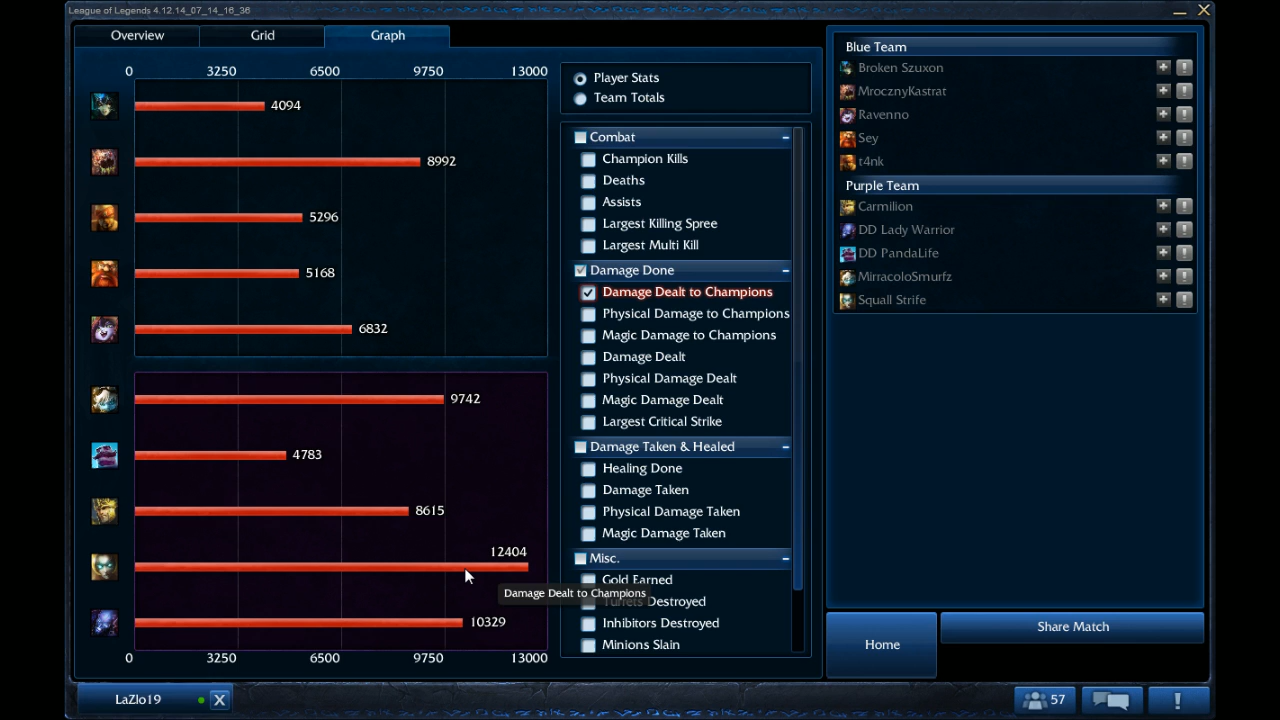 League of Legends 4.12.14_07_14_16_36
Overview
Grid
Graph
0 3250 6500 9750 13000
4094
8992
5296
5168
6832
9742
4783
8615
12404
10329
0 3250 6500 9750 13000
Player Stats
Team Totals
Combat
Champion Kills
Deaths
Assists
Largest Killing Spree
Largest Multi Kill
Damage Done
Damage Dealt to Champions
Physical Damage to Champions
Magic Damage to Champions
Damage Dealt
Physical Damage Dealt
Magic Damage Dealt
Largest Critical Strike
Damage Taken & Healed
Healing Done
Damage Taken
Physical Damage Taken
Magic Damage Taken
Misc.
Gold Earned
Damage Dealt to Champions
Turrets Destroyed
Inhibitors Destroyed
Minions Slain
Blue Team
Broken Szuxon
MrocznyKastrat
Ravenno
Sey
t4nk
Purple Team
Carmilion
DD Lady Warrior
DD PandaLife
MirracoloSmurfz
Squall Strife
Home
Share Match
LaZlo19
X
57